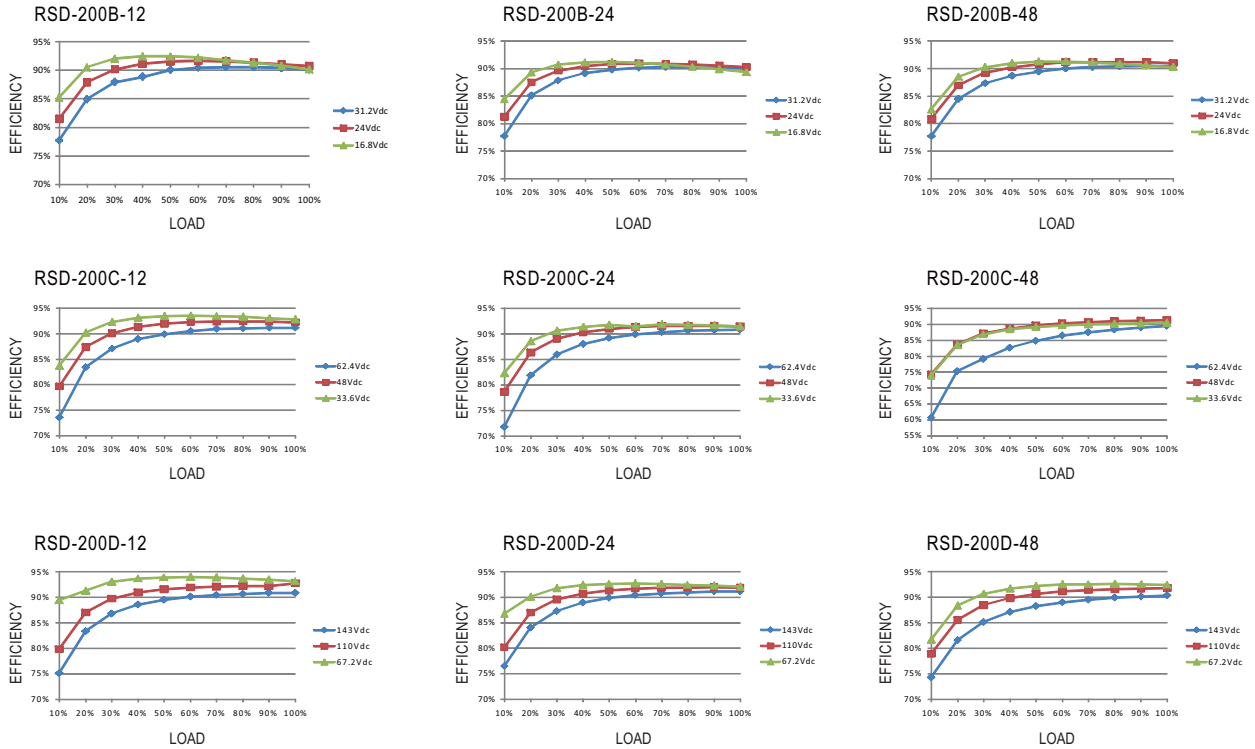 RSD-200B-12
95%
90%
85%
80%
75%
70%
EFFICIENCY
10% 20% 30% 40% 50% 60% 70% 80% 90% 100%
LOAD
31.2Vdc
24Vdc
16.8Vdc
RSD-200B-24
95%
90%
85%
80%
75%
70%
EFFICIENCY
10% 20% 30% 40% 50% 60% 70% 80% 90% 100%
LOAD
31.2Vdc
24Vdc
16.8Vdc
RSD-200B-48
95%
90%
85%
80%
75%
70%
EFFICIENCY
10% 20% 30% 40% 50% 60% 70% 80% 90% 100%
LOAD
31.2Vdc
24Vdc
16.8Vdc
RSD-200C-12
95%
90%
85%
80%
75%
70%
EFFICIENCY
10% 20% 30% 40% 50% 60% 70% 80% 90% 100%
LOAD
62.4Vdc
48Vdc
33.6Vdc
RSD-200C-24
95%
90%
85%
80%
75%
70%
EFFICIENCY
10% 20% 30% 40% 50% 60% 70% 80% 90% 100%
LOAD
62.4Vdc
48Vdc
33.6Vdc
RSD-200C-48
95%
90%
85%
80%
75%
70%
65%
60%
55%
EFFICIENCY
10% 20% 30% 40% 50% 60% 70% 80% 90% 100%
LOAD
62.4Vdc
48Vdc
33.6Vdc
RSD-200D-12
95%
90%
85%
80%
75%
70%
EFFICIENCY
10% 20% 30% 40% 50% 60% 70% 80% 90% 100%
LOAD
143Vdc
110Vdc
67.2Vdc
RSD-200D-24
95%
90%
85%
80%
75%
70%
EFFICIENCY
10% 20% 30% 40% 50% 60% 70% 80% 90% 100%
LOAD
143Vdc
110Vdc
67.2Vdc
RSD-200D-48
95%
90%
85%
80%
75%
70%
EFFICIENCY
10% 20% 30% 40% 50% 60% 70% 80% 90% 100%
LOAD
143Vdc
110Vdc
67.2Vdc